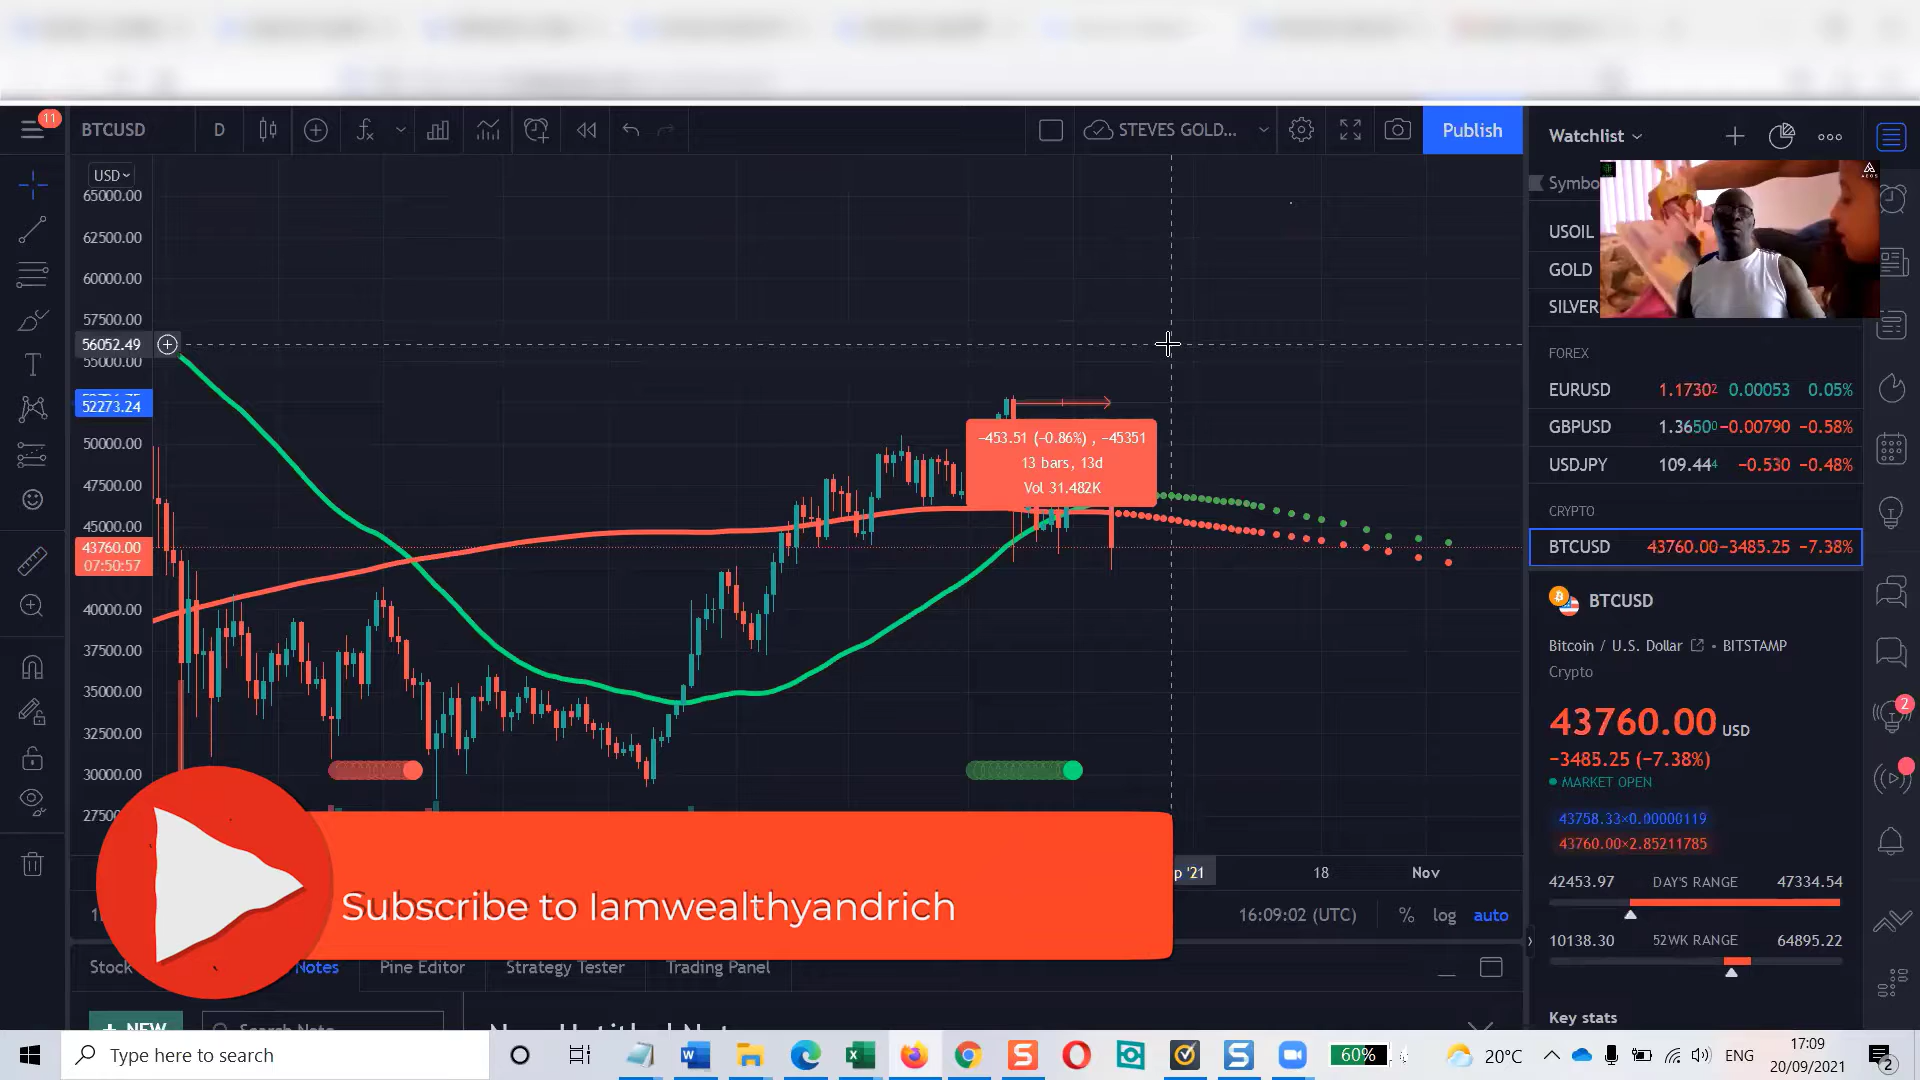 11
BTCUSD
D
STEVES GOLD...
Publish
Watchlist
USD
65000.00
62500.00
60000.00
57500.00
56052.49
55000.00
52273.24
50000.00
47500.00
45000.00
43760.00
07:50:57
40000.00
37500.00
35000.00
32500.00
30000.00
−453.51 (−0.86%) , −45351
13 bars, 13d
Vol 31.482K
Symbo
USOIL
GOLD
SILVER
AEOS
FOREX
EURUSD 1.17302 0.00053 0.05%
GBPUSD 1.36500 −0.00790 −0.58%
USDJPY 109.444 −0.530 −0.48%
CRYPTO
BTCUSD 43760.00 −3485.25 −7.38%
BTCUSD
Bitcoin / U.S. Dollar • BITSTAMP
Crypto
43760.00 USD
−3485.25 (−7.38%)
MARKET OPEN
43758.33×0.00000119
43760.00×2.85211785
42453.97 DAY'S RANGE 47334.54
10138.30 52WK RANGE 64895.22
Key stats
2
p '21
18
Nov
16:09:02 (UTC)
%
log
auto
Subscribe to Iamwealthyandrich
Stock
Notes
Pine Editor
Strategy Tester
Trading Panel
+ NEW
Search Note
Type here to search
60%
20°C
ENG
17:09
20/09/2021
2